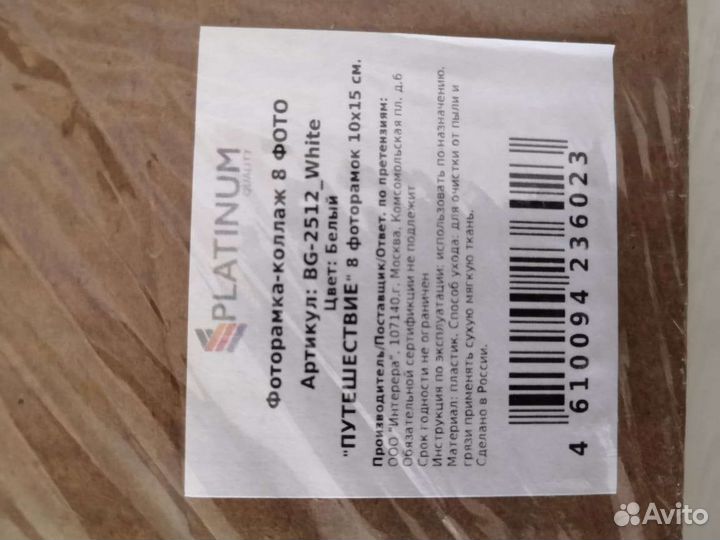 PLATINUM
QUALITY
Фоторамка-коллаж 8 ФОТО
Артикул: BG-2512_White
Цвет: Белый
"ПУТЕШЕСТВИЕ" 8 фоторамок 10х15 см.
Производитель/Поставщик/Ответ. по претензиям:
ООО "Интерера", 107140,г. Москва, Комсомольская пл. д.6
Обязательной сертификации не подлежит
Срок годности не ограничен
Инструкция по эксплуатации: использовать по назначению.
Материал: пластик. Способ ухода: для очистки от пыли и
грязи применять сухую мягкую ткань.
Сделано в России.
4 610094 236023
Avito